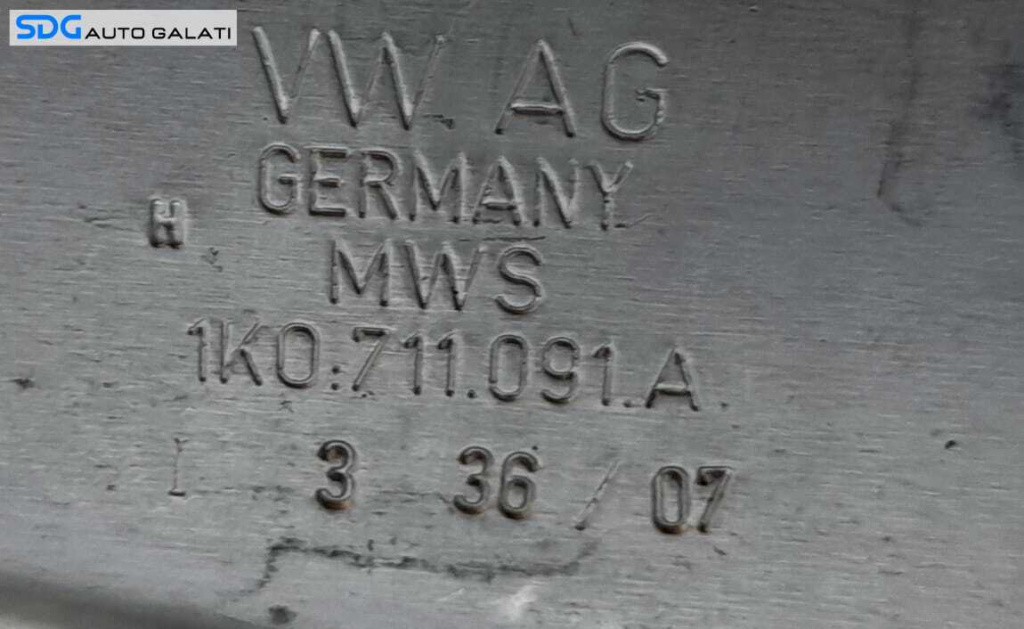 SDG AUTO GALATI
VW AG
GERMANY
H
MWS
1K0.711.091.A
I 3 36/07